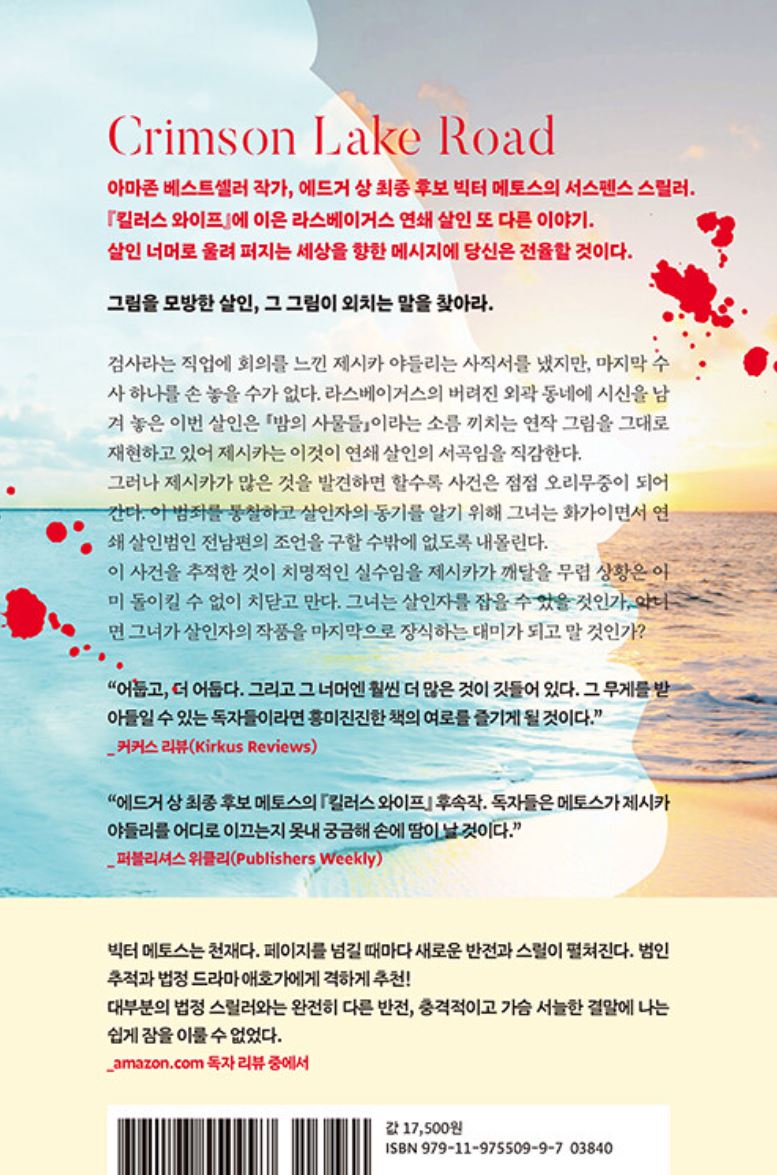 Crimson Lake Road
아마존 베스트셀러 작가, 에드거 상 최종 후보 빅터 메토스의 서스펜스 스릴러.
『킬러스 와이프』에 이은 라스베이거스 연쇄 살인 또 다른 이야기.
살인 너머로 울려 퍼지는 세상을 향한 메시지에 당신은 전율할 것이다.
그림을 모방한 살인, 그 그림이 외치는 말을 찾아라.
검사라는 직업에 회의를 느낀 제시카 야들리는 사직서를 냈지만, 마지막 수
사 하나를 손 놓을 수가 없다. 라스베이거스의 버려진 외곽 동네에 시신을 남
겨 놓은 이번 살인은 『밤의 사물들』이라는 소름 끼치는 연작 그림을 그대로
재현하고 있어 제시카는 이것이 연쇄 살인의 서곡임을 직감한다.
그러나 제시카가 많은 것을 발견하면 할수록 사건은 점점 오리무중이 되어
간다. 이 범죄를 통찰하고 살인자의 동기를 알기 위해 그녀는 화가이면서 연
쇄 살인범인 전남편의 조언을 구할 수밖에 없도록 내몰린다.
이 사건을 추적한 것이 치명적인 실수임을 제시카가 깨달을 무렵 상황은 이
미 돌이킬 수 없이 치닫고 만다. 그녀는 살인자를 잡을 수 있을 것인가, 아니
면 그녀가 살인자의 작품을 마지막으로 장식하는 대미가 되고 말 것인가?
“어둡고, 더 어둡다. 그리고 그 너머엔 훨씬 더 많은 것이 깃들어 있다. 그 무게를 받
아들일 수 있는 독자들이라면 흥미진진한 책의 여로를 즐기게 될 것이다.”
_커커스 리뷰(Kirkus Reviews)
“에드거 상 최종 후보 메토스의 『킬러스 와이프』 후속작. 독자들은 메토스가 제시카
야들리를 어디로 이끄는지 못내 궁금해 손에 땀이 날 것이다.”
_퍼블리셔스 위클리(Publishers Weekly)
빅터 메토스는 천재다. 페이지를 넘길 때마다 새로운 반전과 스릴이 펼쳐진다. 범인
추적과 법정 드라마 애호가에게 격하게 추천!
대부분의 법정 스릴러와는 완전히 다른 반전, 충격적이고 가슴 서늘한 결말에 나는
쉽게 잠을 이룰 수 없었다.
_amazon.com 독자 리뷰 중에서
값 17,500원
ISBN 979-11-975509-9-7 03840